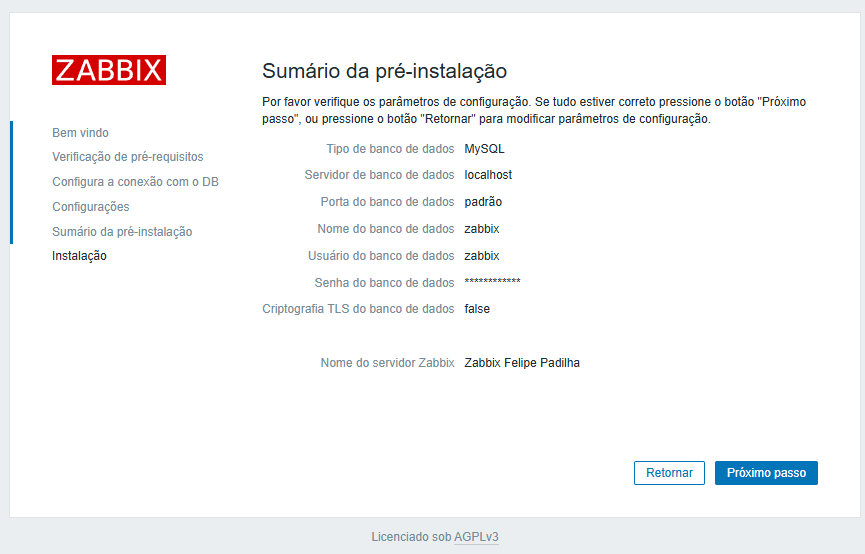 ZABBIX
Bem vindo
Verificação de pré-requisitos
Configura a conexão com o DB
Configurações
Sumário da pré-instalação
Instalação
Sumário da pré-instalação
Por favor verifique os parâmetros de configuração. Se tudo estiver correto pressione o botão "Próximo
passo", ou pressione o botão "Retornar" para modificar parâmetros de configuração.
Tipo de banco de dados MySQL
Servidor de banco de dados localhost
Porta do banco de dados padrão
Nome do banco de dados zabbix
Usuário do banco de dados zabbix
Senha do banco de dados ************
Criptografia TLS do banco de dados false
Nome do servidor Zabbix Zabbix Felipe Padilha
Retornar Próximo passo
Licenciado sob AGPLv3